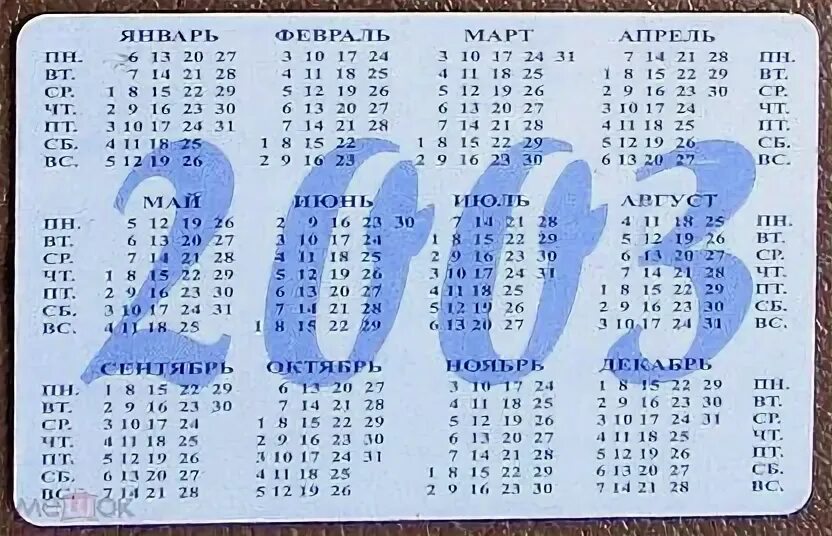 ЯНВАРЬ ФЕВРАЛЬ МАРТ АПРЕЛЬ
ПН. 6 13 20 27 3 10 17 24 3 10 17 24 31 7 14 21 28 ПН.
ВТ. 7 14 21 28 4 11 18 25 4 11 18 25 1 8 15 22 29 ВТ.
СР. 1 8 15 22 29 5 12 19 26 5 12 19 26 2 9 16 23 30 СР.
ЧТ. 2 9 16 23 30 6 13 20 27 6 13 20 27 3 10 17 24 ЧТ.
ПТ. 3 10 17 24 31 7 14 21 28 7 14 21 28 4 11 18 25 ПТ.
СБ. 4 11 18 25 1 8 15 22 1 8 15 22 29 5 12 19 26 СБ.
ВС. 5 12 19 26 2 9 16 23 2 9 16 23 30 6 13 20 27 ВС.
2003
МАЙ ИЮНЬ ИЮЛЬ АВГУСТ
ПН. 5 12 19 26 2 9 16 23 30 7 14 21 28 4 11 18 25 ПН.
ВТ. 6 13 20 27 3 10 17 24 1 8 15 22 29 5 12 19 26 ВТ.
СР. 7 14 21 28 4 11 18 25 2 9 16 23 30 6 13 20 27 СР.
ЧТ. 1 8 15 22 29 5 12 19 26 3 10 17 24 31 7 14 21 28 ЧТ.
ПТ. 2 9 16 23 30 6 13 20 27 4 11 18 25 1 8 15 22 29 ПТ.
СБ. 3 10 17 24 31 7 14 21 28 5 12 19 26 2 9 16 23 30 СБ.
ВС. 4 11 18 25 1 8 15 22 29 6 13 20 27 3 10 17 24 31 ВС.
СЕНТЯБРЬ ОКТЯБРЬ НОЯБРЬ ДЕКАБРЬ
ПН. 1 8 15 22 29 6 13 20 27 3 10 17 24 1 8 15 22 29 ПН.
ВТ. 2 9 16 23 30 7 14 21 28 4 11 18 25 2 9 16 23 30 ВТ.
СР. 3 10 17 24 1 8 15 22 29 5 12 19 26 3 10 17 24 31 СР.
ЧТ. 4 11 18 25 2 9 16 23 30 6 13 20 27 4 11 18 25 ЧТ.
ПТ. 5 12 19 26 3 10 17 24 31 7 14 21 28 5 12 19 26 ПТ.
СБ. 6 13 20 27 4 11 18 25 1 8 15 22 29 6 13 20 27 СБ.
ВС. 7 14 21 28 5 12 19 26 2 9 16 23 30 7 14 21 28 ВС.
мешок